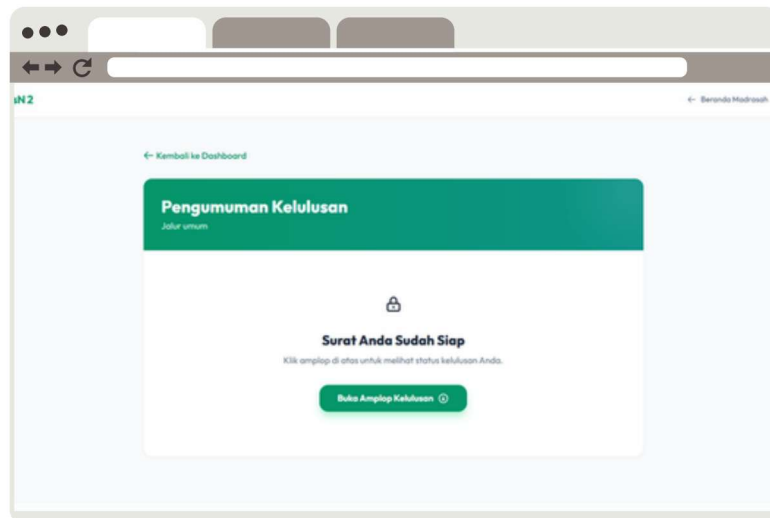 N 2
← Beranda Madrasah
← Kembali ke Dashboard
Pengumuman Kelulusan
Jalur umum
Surat Anda Sudah Siap
Klik amplop di atas untuk melihat status kelulusan Anda.
Buka Amplop Kelulusan